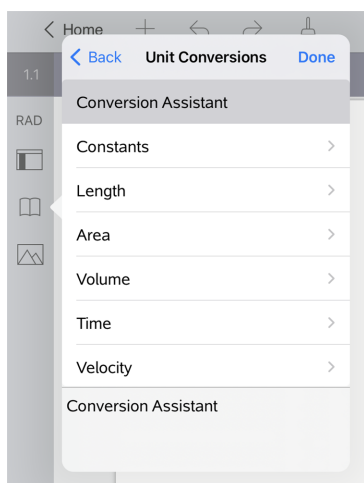 Home
Back Unit Conversions Done
1.1
Conversion Assistant
RAD
Constants
Length
Area
Volume
Time
Velocity
Conversion Assistant